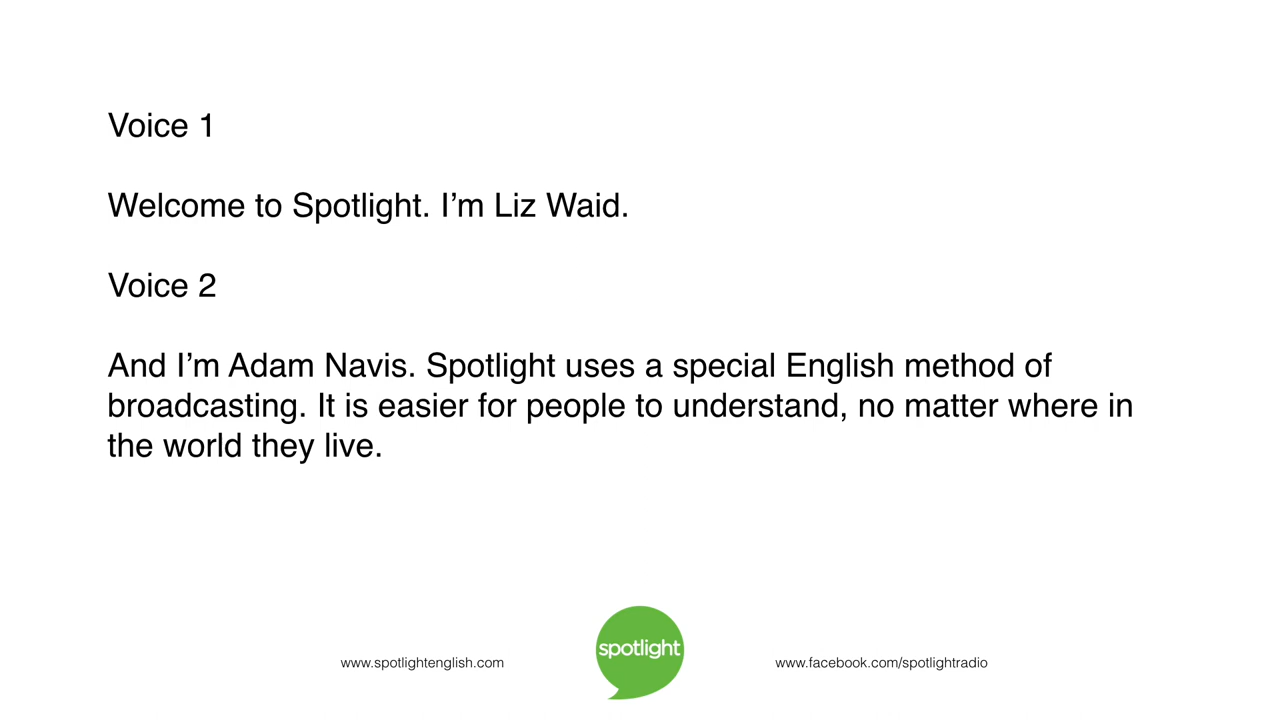 Voice 1
Welcome to Spotlight. I’m Liz Waid.
Voice 2
And I’m Adam Navis. Spotlight uses a special English method of
broadcasting. It is easier for people to understand, no matter where in
the world they live.
www.spotlightenglish.com
spotlight
www.facebook.com/spotlightradio